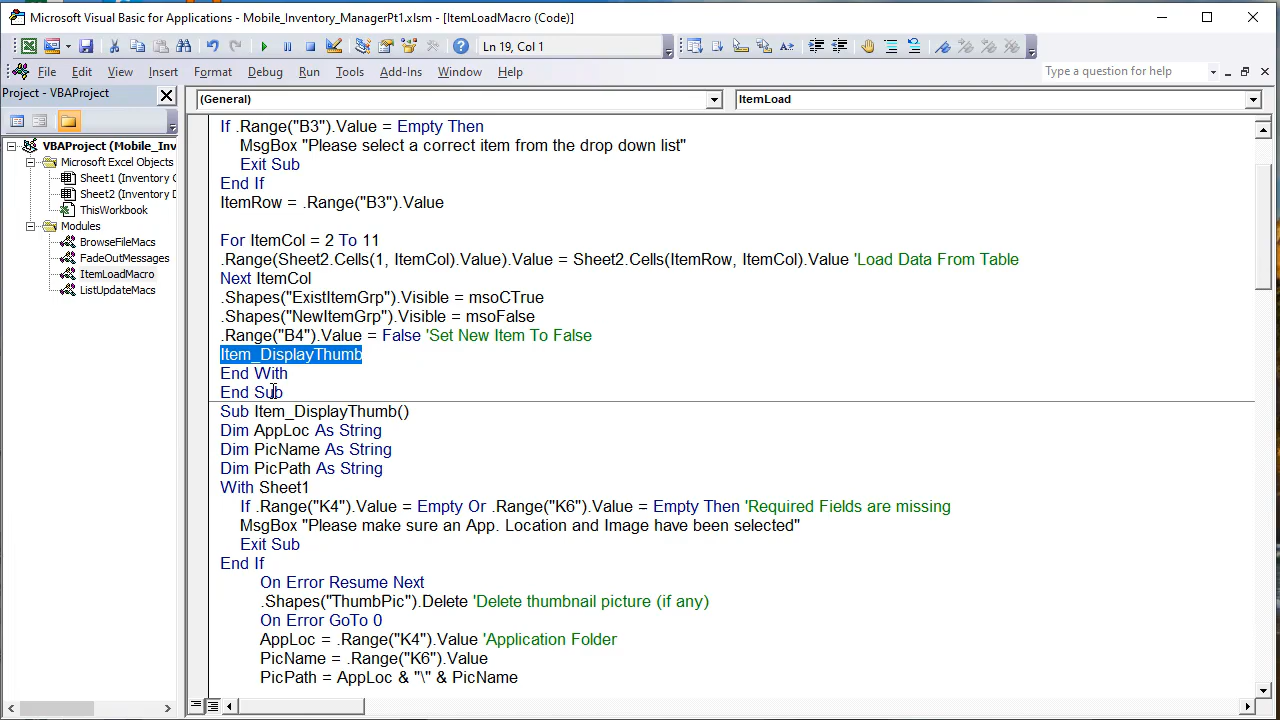 Microsoft Visual Basic for Applications - Mobile_Inventory_ManagerPt1.xlsm - [ItemLoadMacro (Code)]
Ln 19, Col 1
File Edit View Insert Format Debug Run Tools Add-Ins Window Help
Type a question for help
Project - VBAProject
(General)
ItemLoad
VBAProject (Mobile_Inv
Microsoft Excel Objects
Sheet1 (Inventory
Sheet2 (Inventory D
ThisWorkbook
Modules
BrowseFileMacs
FadeOutMessages
ItemLoadMacro
ListUpdateMacs
If .Range("B3").Value = Empty Then
MsgBox "Please select a correct item from the drop down list"
Exit Sub
End If
ItemRow = .Range("B3").Value
For ItemCol = 2 To 11
.Range(Sheet2.Cells(1, ItemCol).Value).Value = Sheet2.Cells(ItemRow, ItemCol).Value 'Load Data From Table
Next ItemCol
.Shapes("ExistItemGrp").Visible = msoCTrue
.Shapes("NewItemGrp").Visible = msoFalse
.Range("B4").Value = False 'Set New Item To False
Item_DisplayThumb
End With
End Sub
Sub Item_DisplayThumb()
Dim AppLoc As String
Dim PicName As String
Dim PicPath As String
With Sheet1
If .Range("K4").Value = Empty Or .Range("K6").Value = Empty Then 'Required Fields are missing
MsgBox "Please make sure an App. Location and Image have been selected"
Exit Sub
End If
On Error Resume Next
.Shapes("ThumbPic").Delete 'Delete thumbnail picture (if any)
On Error GoTo 0
AppLoc = .Range("K4").Value 'Application Folder
PicName = .Range("K6").Value
PicPath = AppLoc & "\" & PicName